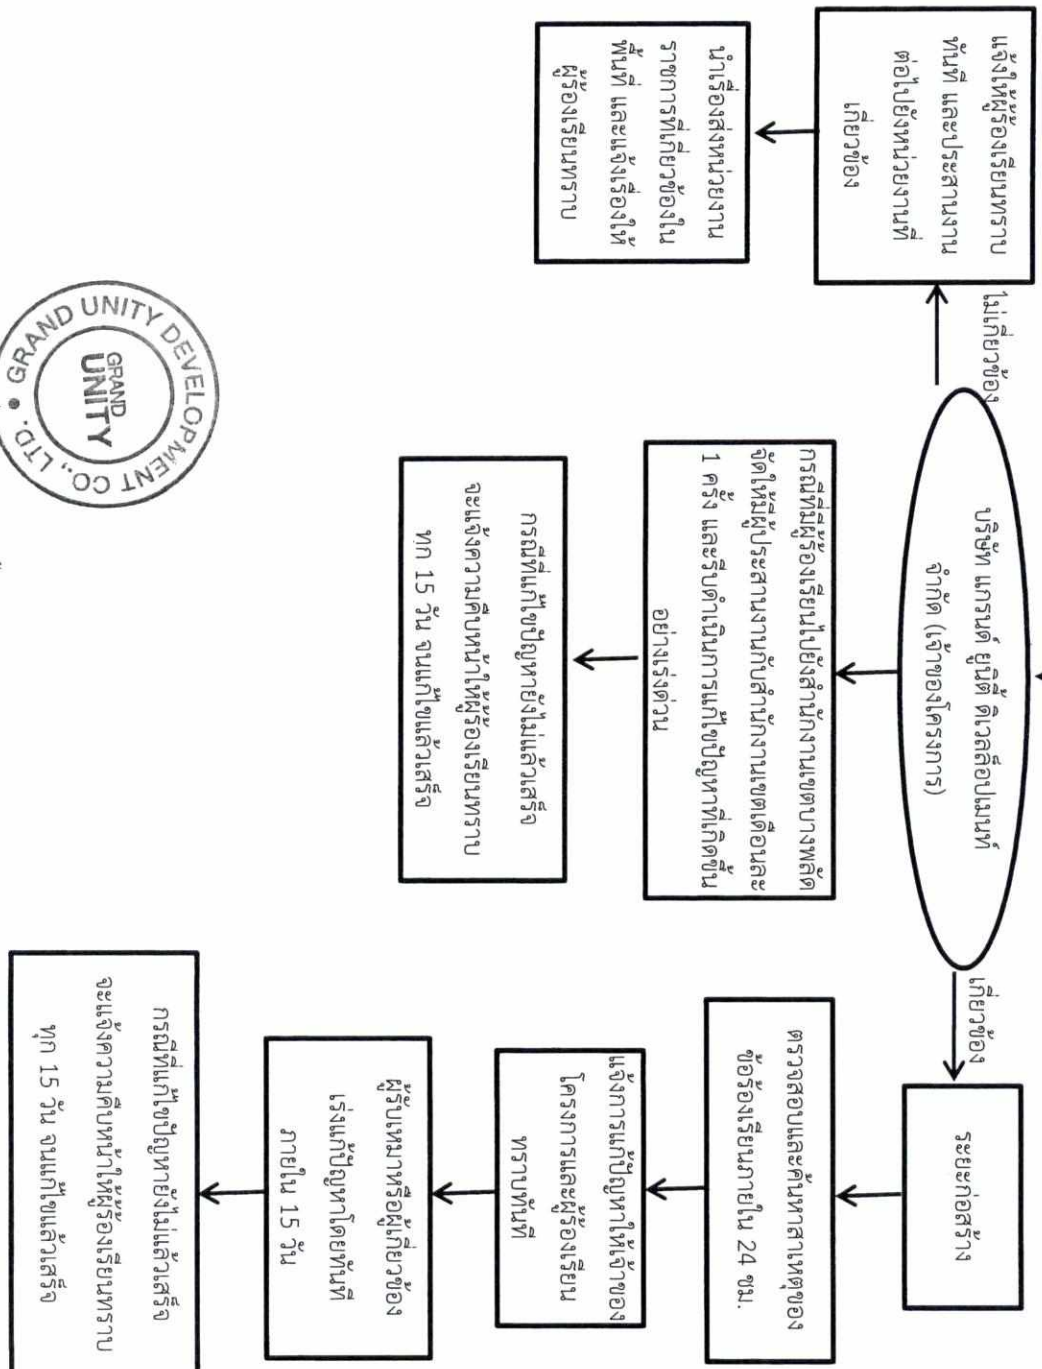 บริษัท แกรนด์ ยูนิตี้ ดิเวลล็อปเมนท์
จำกัด (เจ้าของโครงการ)
ไม่เกี่ยวข้อง
แจ้งให้ผู้ร้องเรียนทราบ
ทันที และประสานงาน
ต่อไปยังหน่วยงานที่
เกี่ยวข้อง
นำเรื่องส่งหน่วยงาน
ราชการที่เกี่ยวข้องใน
พื้นที่ และแจ้งเรื่องให้
ผู้ร้องเรียนทราบ
กรณีที่มีผู้ร้องเรียนไปยังสำนักงานเขตบางพลัด
จัดให้มีผู้ประสานงานกับสำนักงานเขตเดือนละ
1 ครั้ง และรีบดำเนินการแก้ไขปัญหาที่เกิดขึ้น
อย่างเร่งด่วน
กรณีที่แก้ไขปัญหายังไม่แล้วเสร็จ
จะแจ้งความคืบหน้าให้ผู้ร้องเรียนทราบ
ทุก 15 วัน จนแก้ไขแล้วเสร็จ
เกี่ยวข้อง
ระยะก่อสร้าง
ตรวจสอบและค้นหาสาเหตุของ
ข้อร้องเรียนภายใน 24 ชม.
แจ้งการแก้ปัญหาให้เจ้าของ
โครงการและผู้ร้องเรียน
ทราบทันที
ผู้รับเหมาหรือผู้เกี่ยวข้อง
เร่งแก้ปัญหาโดยทันที
ภายใน 15 วัน
กรณีที่แก้ไขปัญหายังไม่แล้วเสร็จ
จะแจ้งความคืบหน้าให้ผู้ร้องเรียนทราบ
ทุก 15 วัน จนแก้ไขแล้วเสร็จ
GRAND UNITY DEVELOPMENT CO., LTD.
GRAND
UNITY